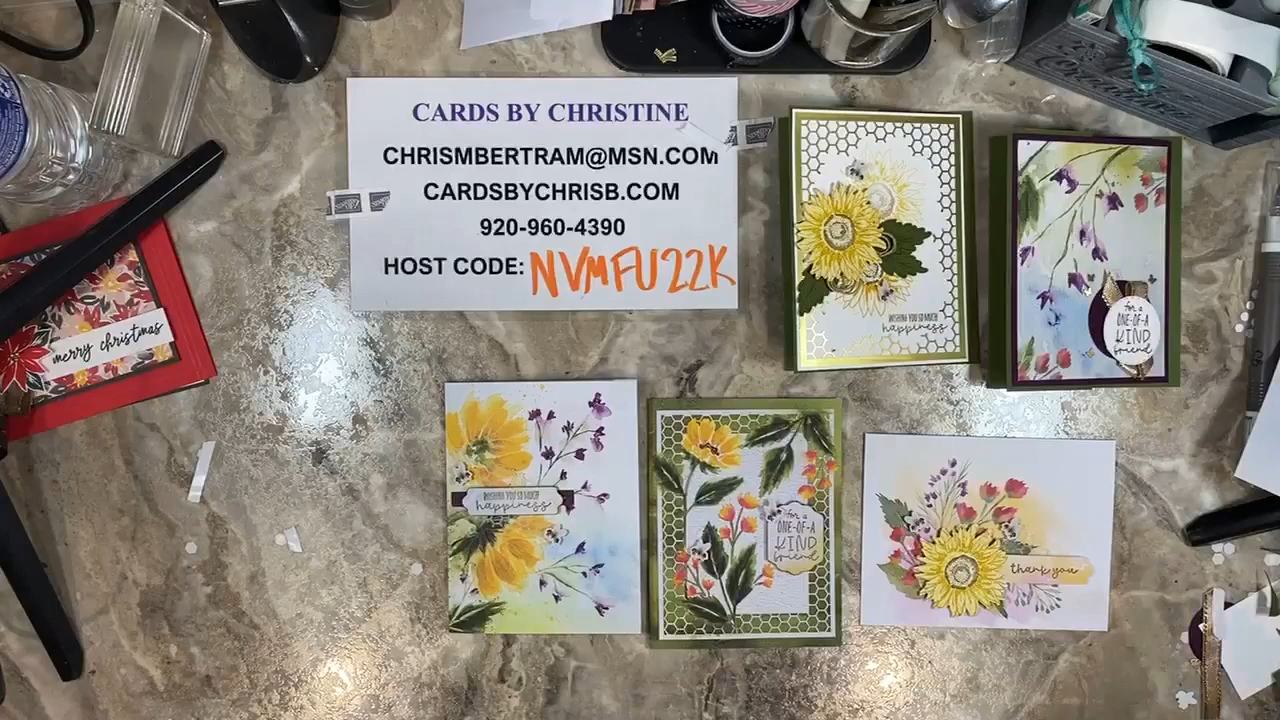 CARDS BY CHRISTINE
CHRISMBERTRAM@MSN.COM
CARDSBYCHRISB.COM
920-960-4390
HOST CODE: NVMFU22K
merry christmas
WISHING YOU SO MUCH
happiness
for a
ONE-OF-A
KIND
friend
WISHING YOU SO MUCH
happiness
for a
ONE-OF-A
KIND
friend
thank you